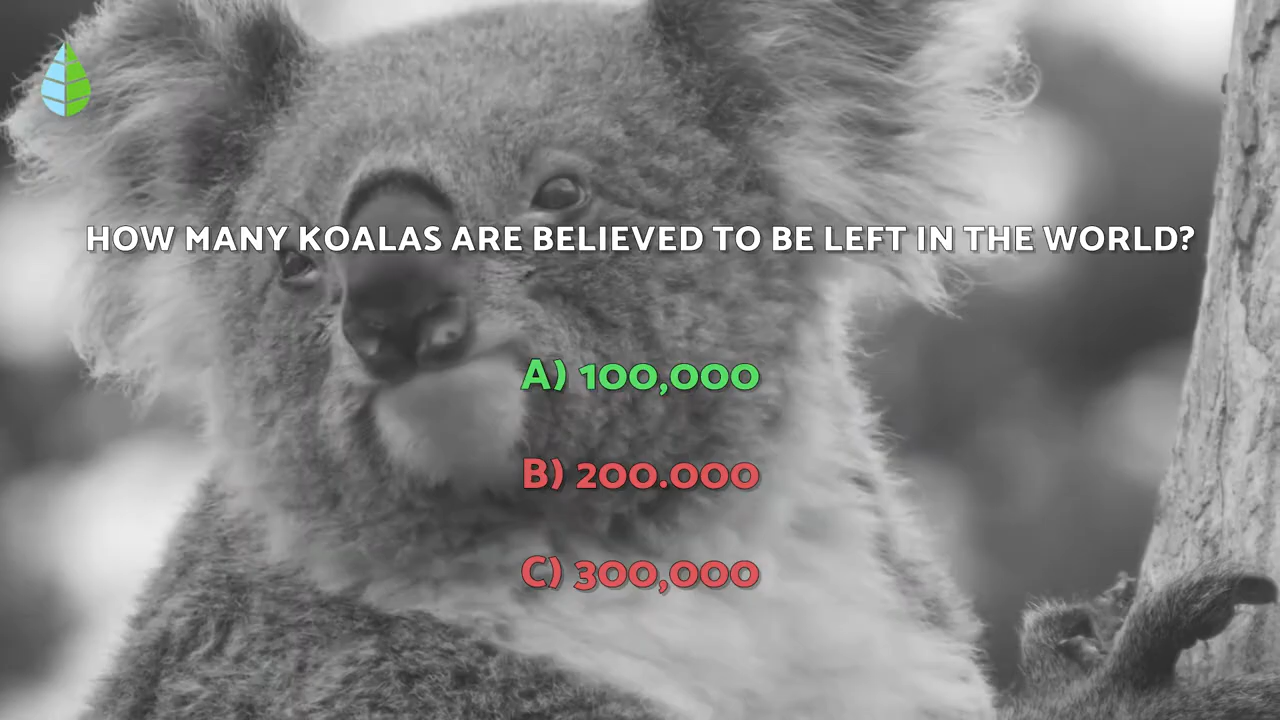 HOW MANY KOALAS ARE BELIEVED TO BE LEFT IN THE WORLD?
A) 100,000
B) 200.000
C) 300,000